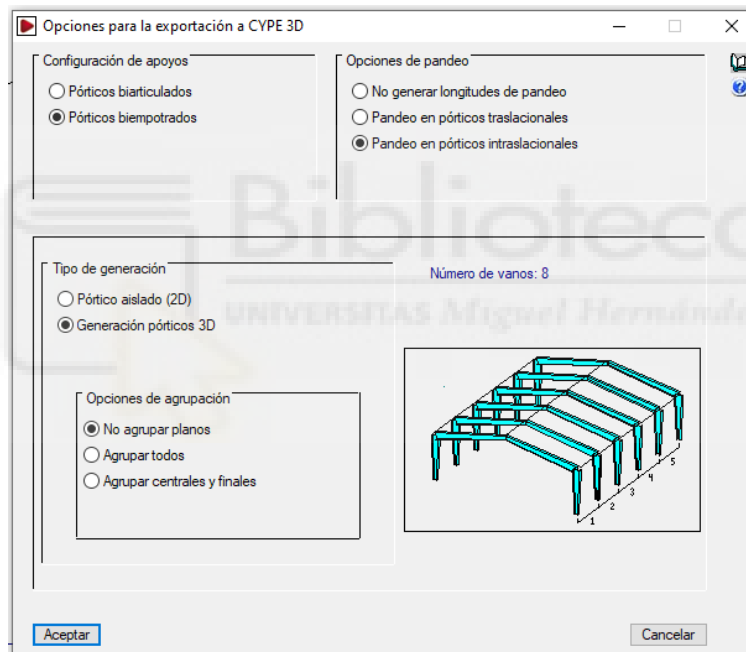 Opciones para la exportación a CYPE 3D
Configuración de apoyos
Pórticos biarticulados
Pórticos biempotrados
Opciones de pandeo
No generar longitudes de pandeo
Pandeo en pórticos traslacionales
Pandeo en pórticos intraslacionales
Biblioteca
UNIVERSITAS Miguel Hernández
Tipo de generación
Pórtico aislado (2D)
Generación pórticos 3D
Número de vanos: 8
Opciones de agrupación
No agrupar planos
Agrupar todos
Agrupar centrales y finales
1
2
3
4
5
Aceptar
Cancelar